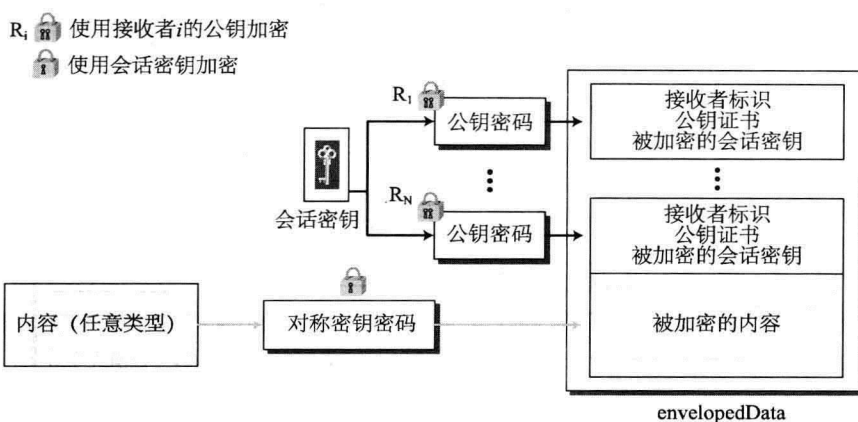 Ri 使用接收者i的公钥加密
使用会话密钥加密
R1
公钥密码
接收者标识
公钥证书
被加密的会话密钥
会话密钥
RN
公钥密码
接收者标识
公钥证书
被加密的会话密钥
内容（任意类型）
对称密钥密码
被加密的内容
envelopedData